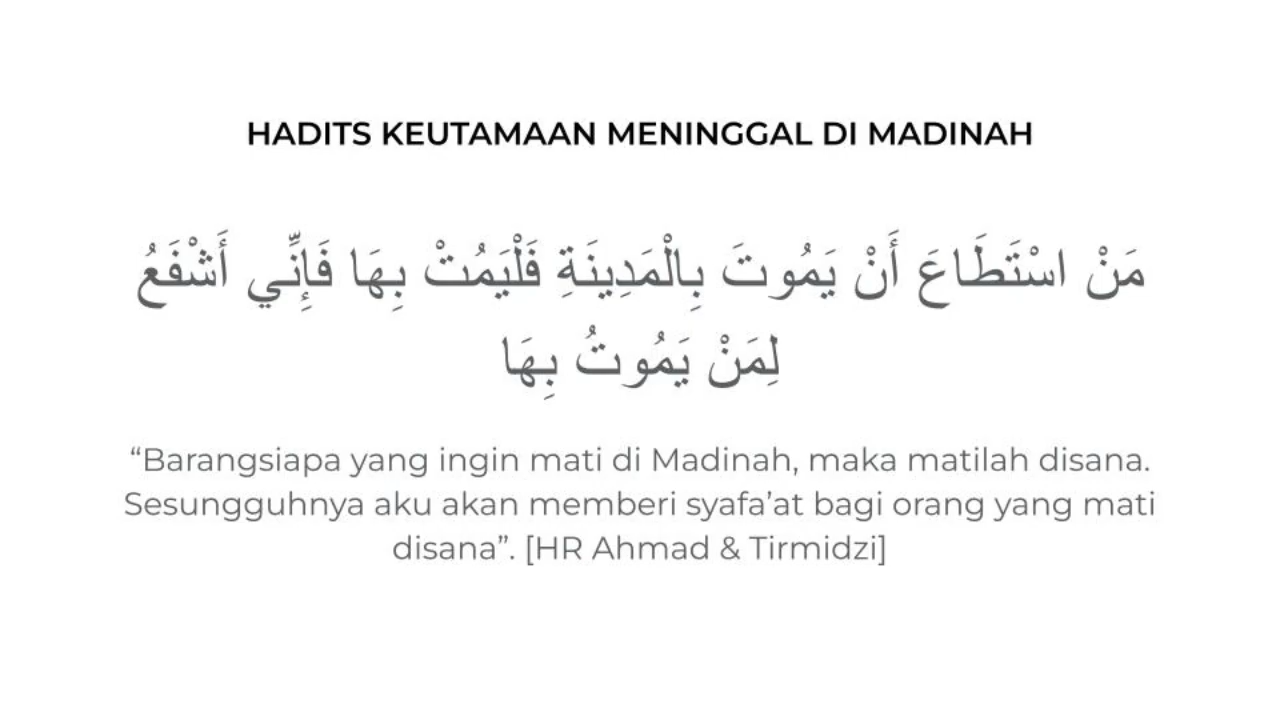 HADITS KEUTAMAAN MENINGGAL DI MADINAH
مَنْ اسْتَطَاعَ أَنْ يَمُوتَ بِالْمَدِينَةِ فَلْيَمُتْ بِهَا فَإِنِّي أَشْفَعُ
لِمَنْ يَمُوتُ بِهَا
“Barangsiapa yang ingin mati di Madinah, maka matilah disana.
Sesungguhnya aku akan memberi syafa’at bagi orang yang mati
disana”. [HR Ahmad & Tirmidzi]